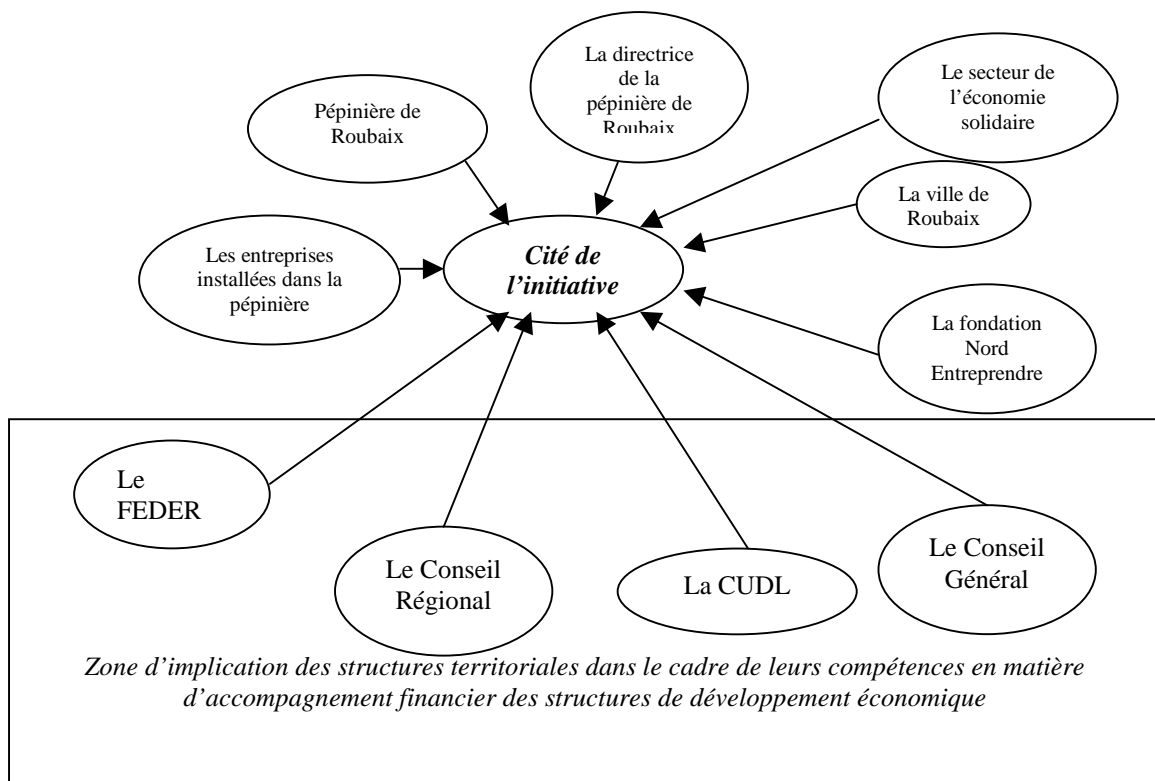 La directrice
de la
pépinière de
Roubaix
Le secteur de
l’économie
solidaire
Pépinière de
Roubaix
La ville de
Roubaix
Les entreprises
installées dans la
pépinière
Cité de
l’initiative
La fondation
Nord
Entreprendre
Le
FEDER
Le Conseil
Régional
La CUDL
Le Conseil
Général
Zone d’implication des structures territoriales dans le cadre de leurs compétences en matière
d’accompagnement financier des structures de développement économique